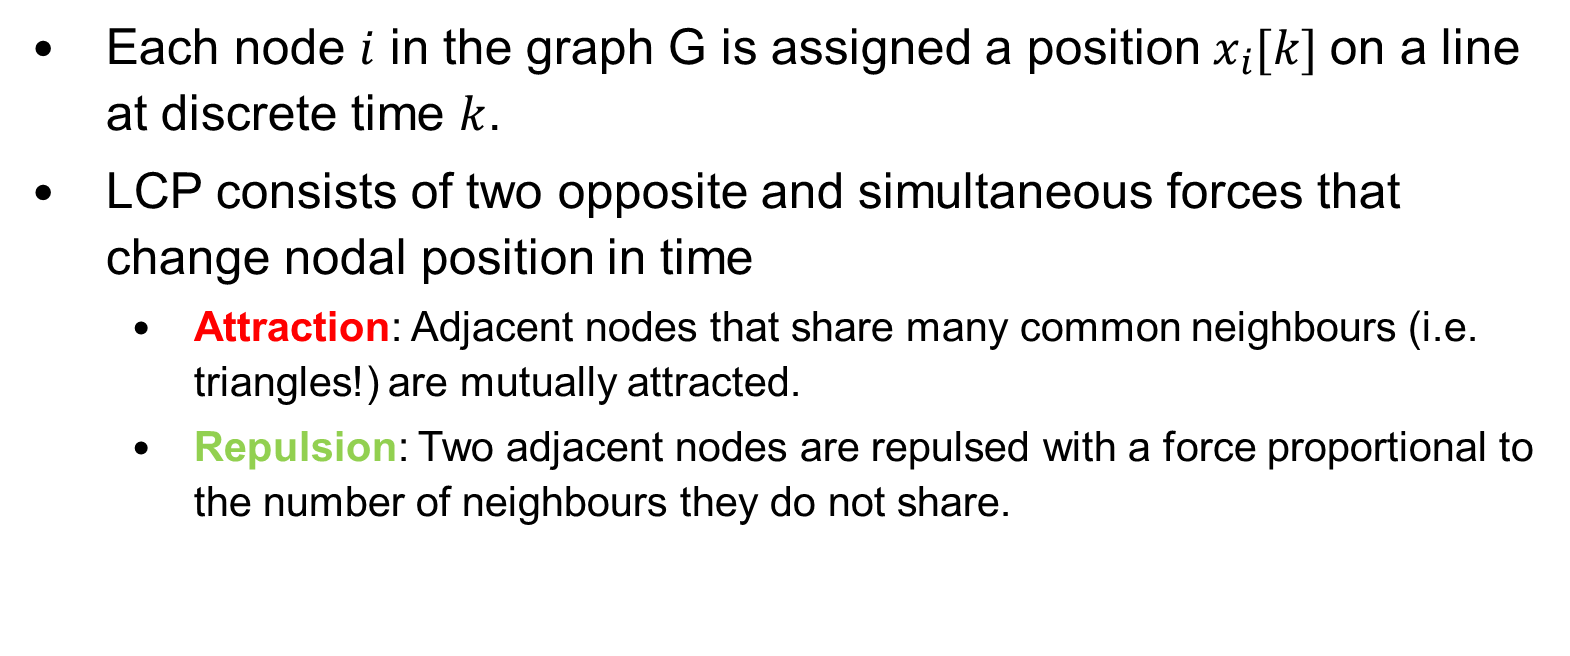 • Each node i in the graph G is assigned a position xᵢ[k] on a line
at discrete time k.
• LCP consists of two opposite and simultaneous forces that
change nodal position in time
• Attraction: Adjacent nodes that share many common neighbours (i.e.
triangles!) are mutually attracted.
• Repulsion: Two adjacent nodes are repulsed with a force proportional to
the number of neighbours they do not share.